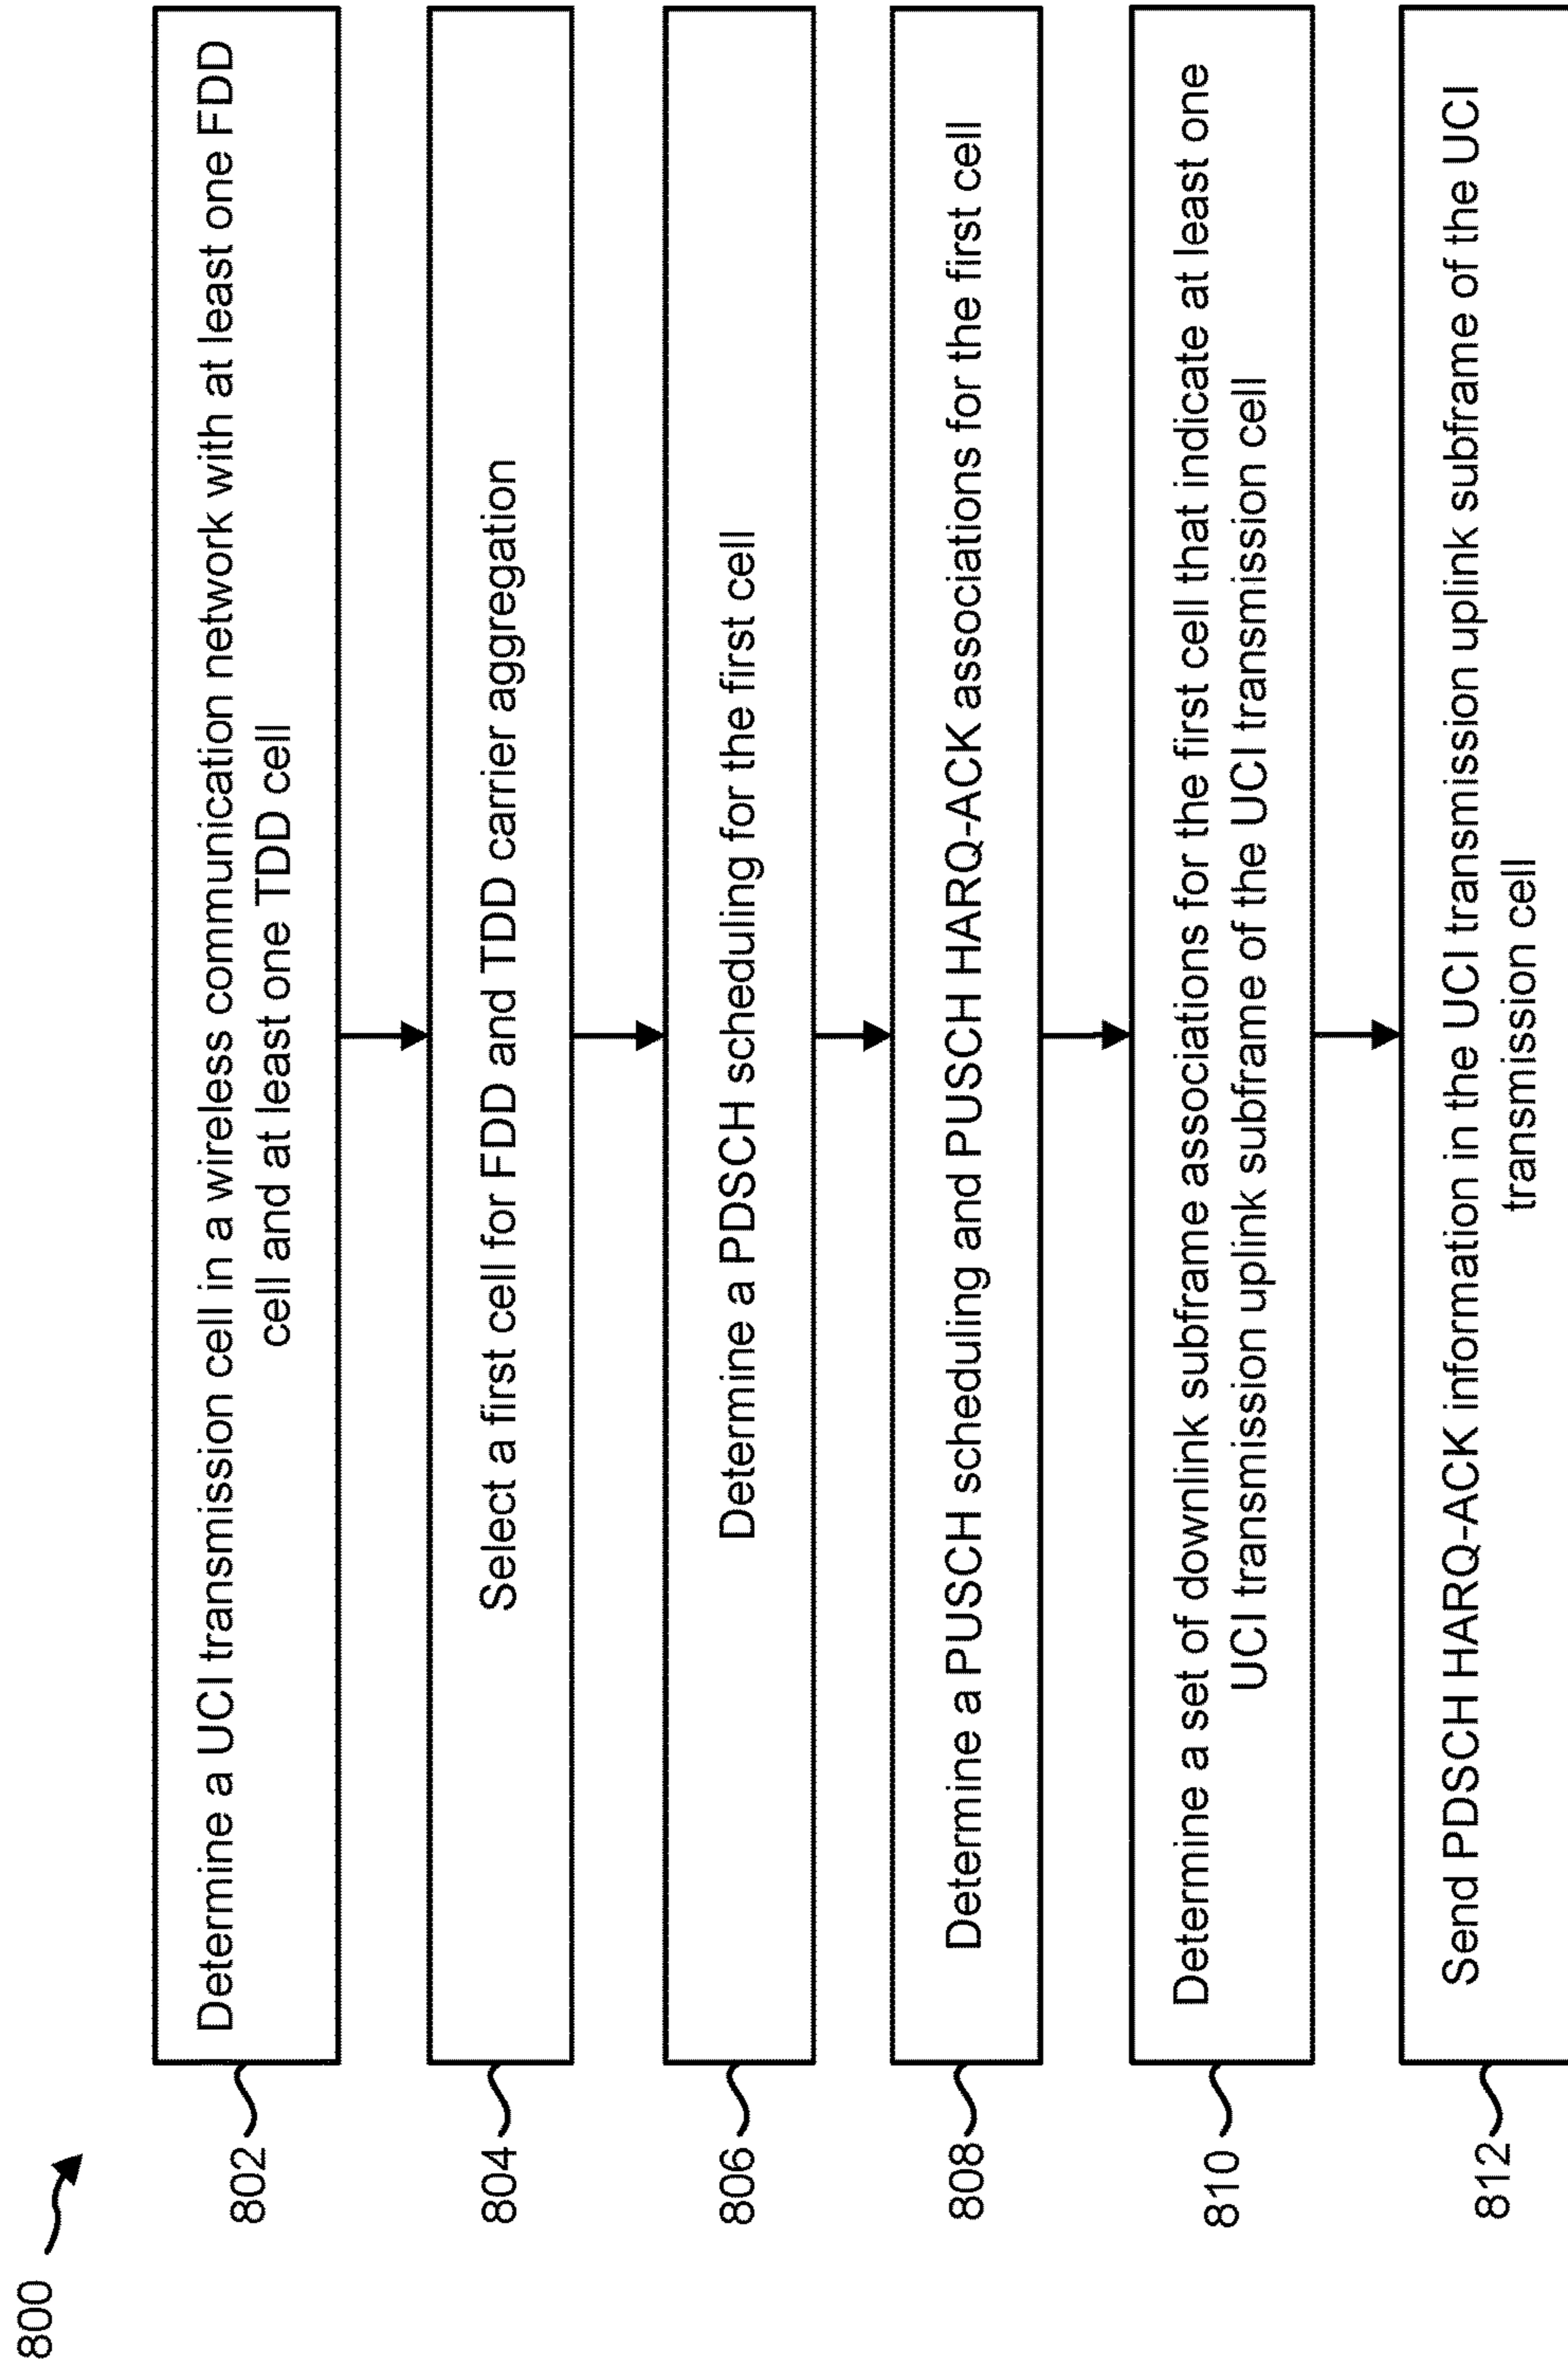 800
802
Determine a UCI transmission cell in a wireless communication network with at least one FDD
cell and at least one TDD cell
804
Select a first cell for FDD and TDD carrier aggregation
806
Determine a PDSCH scheduling for the first cell
808
Determine a PUSCH scheduling and PUSCH HARQ-ACK associations for the first cell
810
Determine a set of downlink subframe associations for the first cell that indicate at least one
UCI transmission uplink subframe of the UCI transmission cell
812
Send PDSCH HARQ-ACK information in the UCI transmission uplink subframe of the UCI
transmission cell